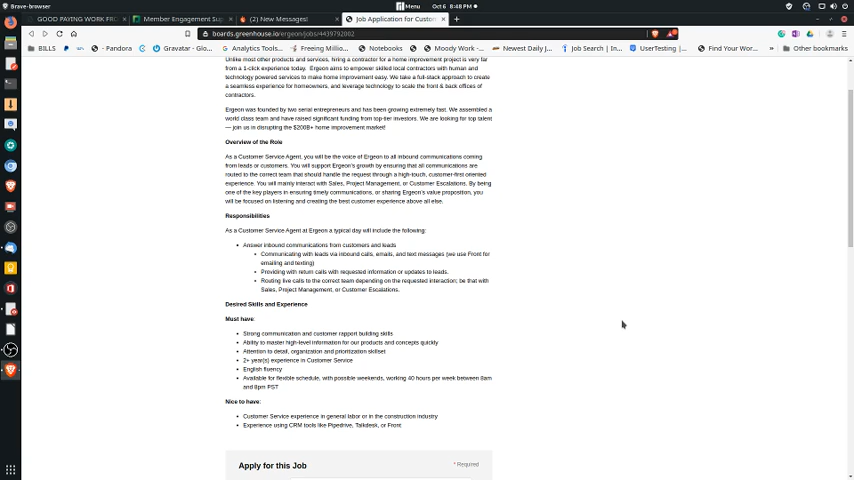 Brave-browser
Menu
Oct 6 8:48 PM
GOOD PAYING WORK FRO
Member Engagement Sup
(2) New Messages!
Job Application for Custom
boards.greenhouse.io/ergeon/jobs/4439792002
BILLS
- Pandora
Gravatar - Glo...
Analytics Tools...
Freeing Millio...
Notebooks
Moody Work -...
Newest Daily J...
Job Search | In...
UserTesting |...
Find Your Wor...
Other bookmarks
Unlike most other products and services, hiring a contractor for a home improvement project is very far
from a 1-click experience today. Ergeon aims to empower skilled local contractors with human and
technology powered services to make home improvement easy. We take a full-stack approach to create
a seamless experience for homeowners, and leverage technology to scale the front & back offices of
contractors.
Ergeon was founded by two serial entrepreneurs and has been growing extremely fast. We assembled a
world class team and have raised significant funding from top-tier investors. We are looking for top talent
— join us in disrupting the $200B+ home improvement market!
Overview of the Role
As a Customer Service Agent, you will be the voice of Ergeon to all inbound communications coming
from leads or customers. You will support Ergeon's growth by ensuring that all communications are
routed to the correct team that should handle the request through a high-touch, customer-first oriented
experience. You will mainly interact with Sales, Project Management, or Customer Escalations. By being
one of the key players in ensuring timely communications, or sharing Ergeon's value proposition, you
will be focused on listening and creating the best customer experience above all else.
Responsibilities
As a Customer Service Agent at Ergeon a typical day will include the following:
Answer inbound communications from customers and leads
Communicating with leads via inbound calls, emails, and text messages (we use Front for
emailing and texting)
Providing with return calls with requested information or updates to leads.
Routing live calls to the correct team depending on the requested interaction; be that with
Sales, Project Management, or Customer Escalations.
Desired Skills and Experience
Must have:
Strong communication and customer rapport building skills
Ability to master high-level information for our products and concepts quickly
Attention to detail, organization and prioritization skillset
2+ year(s) experience in Customer Service
English fluency
Available for flexible schedule, with possible weekends, working 40 hours per week between 8am
and 8pm PST
Nice to have:
Customer Service experience in general labor or in the construction industry
Experience using CRM tools like Pipedrive, Talkdesk, or Front
Apply for this Job
* Required